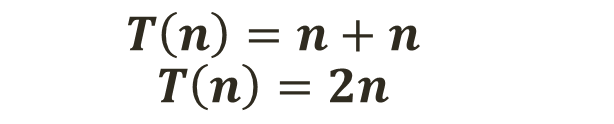 T(n) = n + n
T(n) = 2n